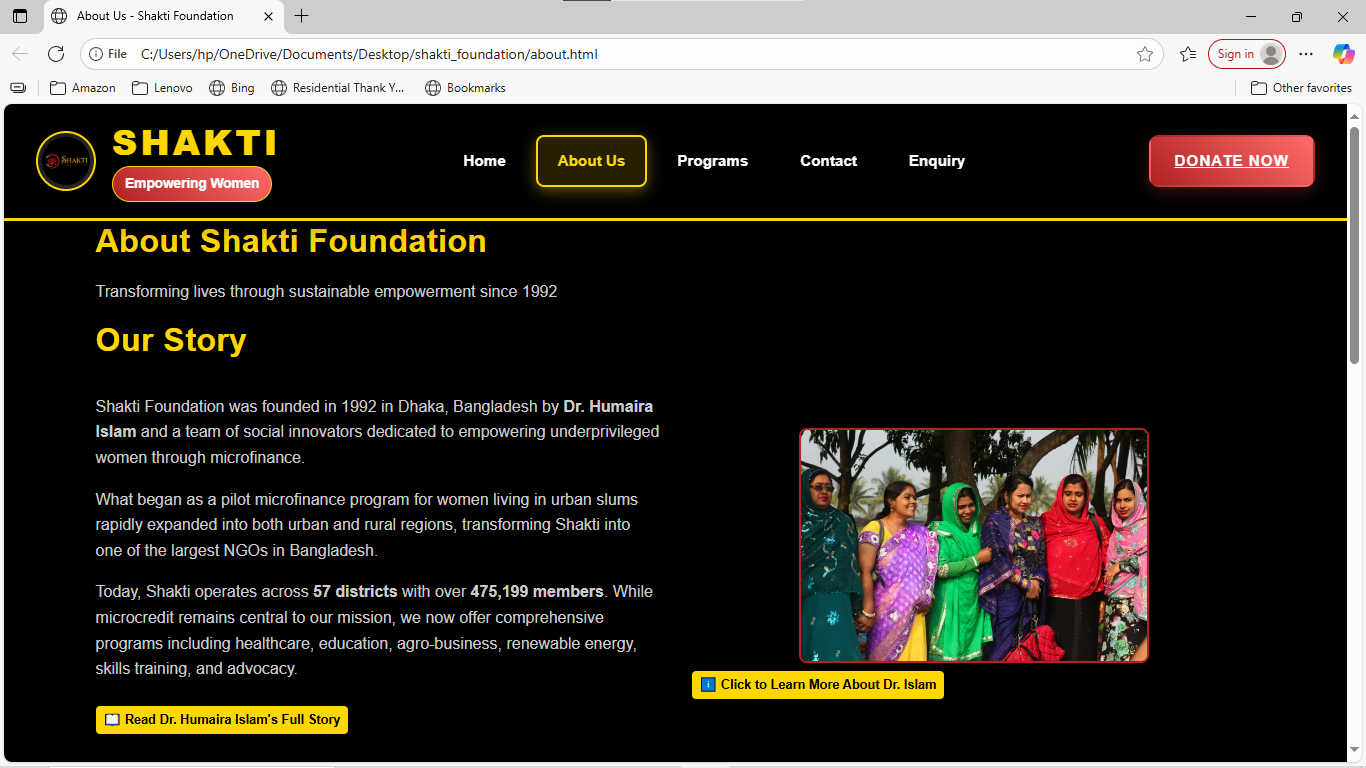 About Us - Shakti Foundation
File C:/Users/hp/OneDrive/Documents/Desktop/shakti_foundation/about.html
Sign in
Amazon Lenovo Bing Residential Thank Y... Bookmarks Other favorites
SHAKTI
SHAKTI
Empowering Women
Home About Us Programs Contact Enquiry
DONATE NOW
About Shakti Foundation
Transforming lives through sustainable empowerment since 1992
Our Story
Shakti Foundation was founded in 1992 in Dhaka, Bangladesh by Dr. Humaira
Islam and a team of social innovators dedicated to empowering underprivileged
women through microfinance.
What began as a pilot microfinance program for women living in urban slums
rapidly expanded into both urban and rural regions, transforming Shakti into
one of the largest NGOs in Bangladesh.
Today, Shakti operates across 57 districts with over 475,199 members. While
microcredit remains central to our mission, we now offer comprehensive
programs including healthcare, education, agro-business, renewable energy,
skills training, and advocacy.
ℹ️ Click to Learn More About Dr. Islam
📖 Read Dr. Humaira Islam's Full Story